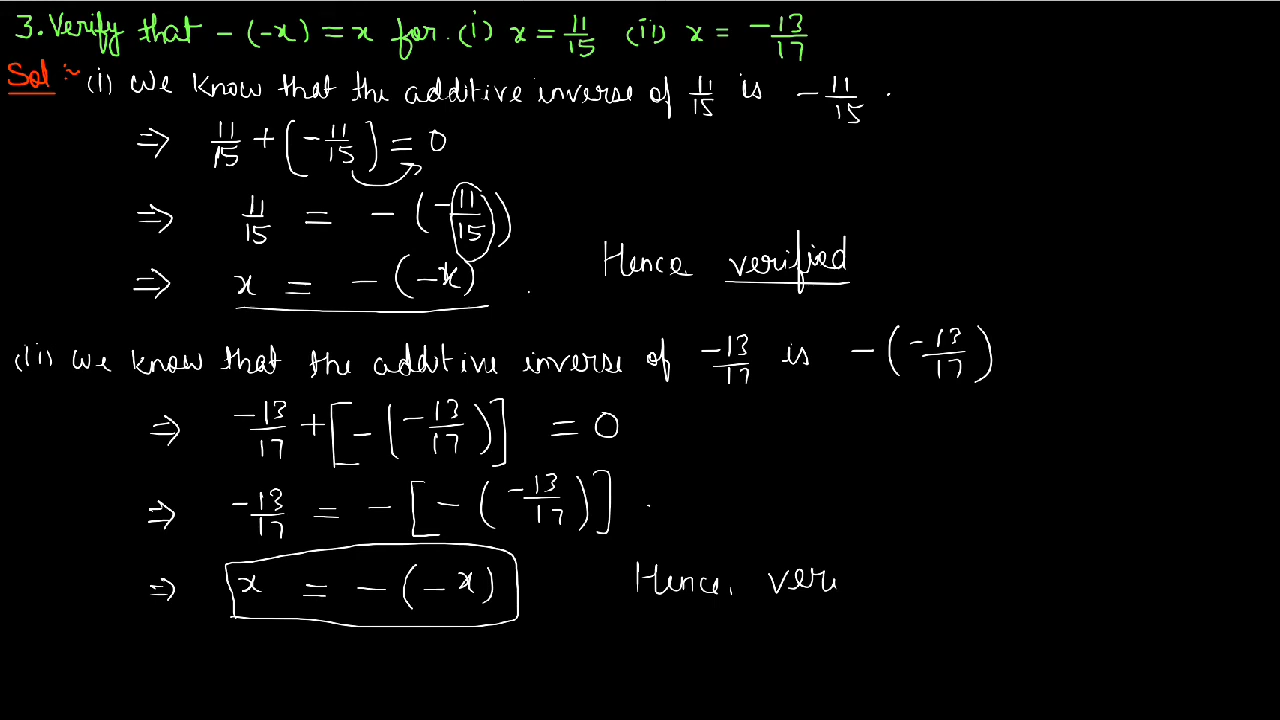 3. Verify that - (-x) = x for. (i) x = 11/15 (ii) x = -13/17
Sol :~ (i) We know that the additive inverse of 11/15 is - 11/15 .
⇒ 11/15 + (- 11/15) = 0
⇒ 11/15 = - (- 11/15)
⇒ x = - (-x) .
Hence verified
(ii) We know that the additive inverse of -13/17 is - (-13/17)
⇒ -13/17 + [- (-13/17)] = 0
⇒ -13/17 = - [- (-13/17)] .
⇒ x = - (-x) Hence, veri